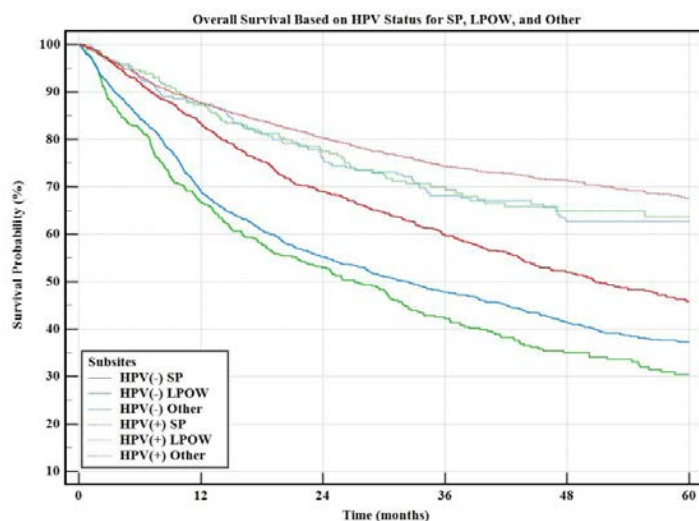 Overall Survival Based on HPV Status for SP, LPOW, and Other
100
90
80
70
60
50
40
30
20
10
Survival Probability (%)
Subsites
HPV(-) SP
HPV(-) LPOW
HPV(-) Other
HPV(+) SP
HPV(+) LPOW
HPV(+) Other
0 12 24 36 48 60
Time (months)